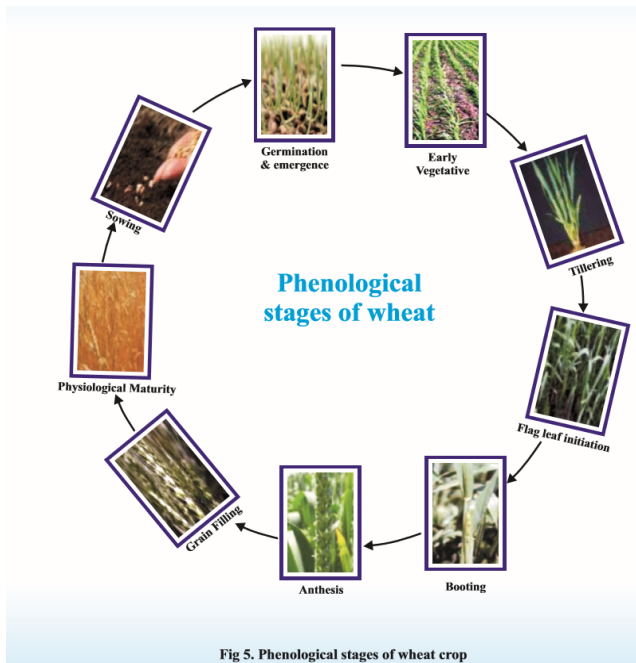 Germination
& emergence
Early
Vegetative
Sowing
Tillering
Phenological
stages of wheat
Physiological Maturity
Flag leaf initiation
Grain Filling
Anthesis
Booting
Fig 5. Phenological stages of wheat crop